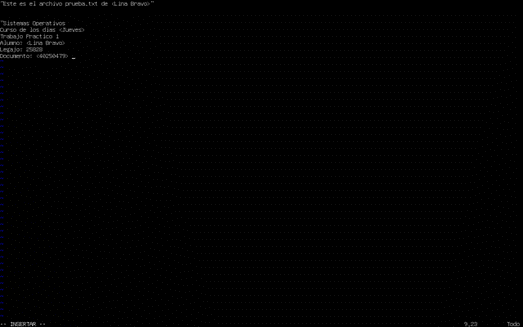 "Este es el archivo prueba.txt de <Lina Bravo>"
"Sistemas Operativos
Curso de los dias <Jueves>
Trabajo Practico 1
Alumno: <Lina Bravo>
Legajo: 25828
Documento: <40250479>
-- INSERTAR -- 9,23 Todo